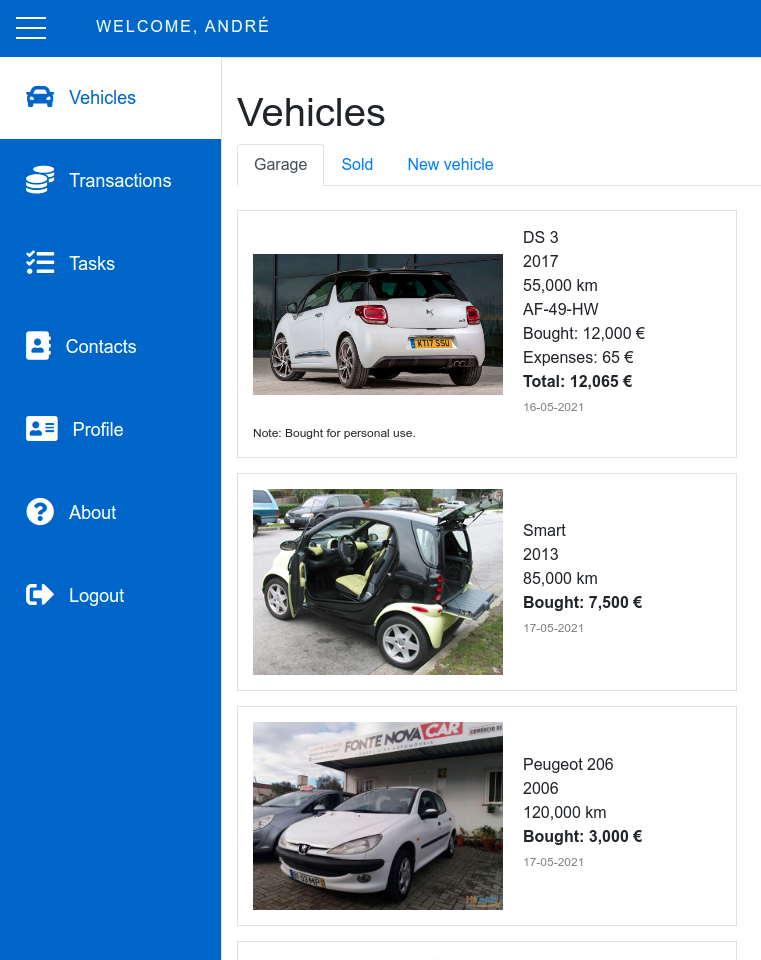 WELCOME, ANDRÉ
Vehicles
Transactions
Tasks
Contacts
Profile
About
Logout
Vehicles
Garage
Sold
New vehicle
KT17 SSU
DS 3
2017
55,000 km
AF-49-HW
Bought: 12,000 €
Expenses: 65 €
Total: 12,065 €
16-05-2021
Note: Bought for personal use.
Smart
2013
85,000 km
Bought: 7,500 €
17-05-2021
FONTE NOVA CAR
Peugeot 206
2006
120,000 km
Bought: 3,000 €
17-05-2021